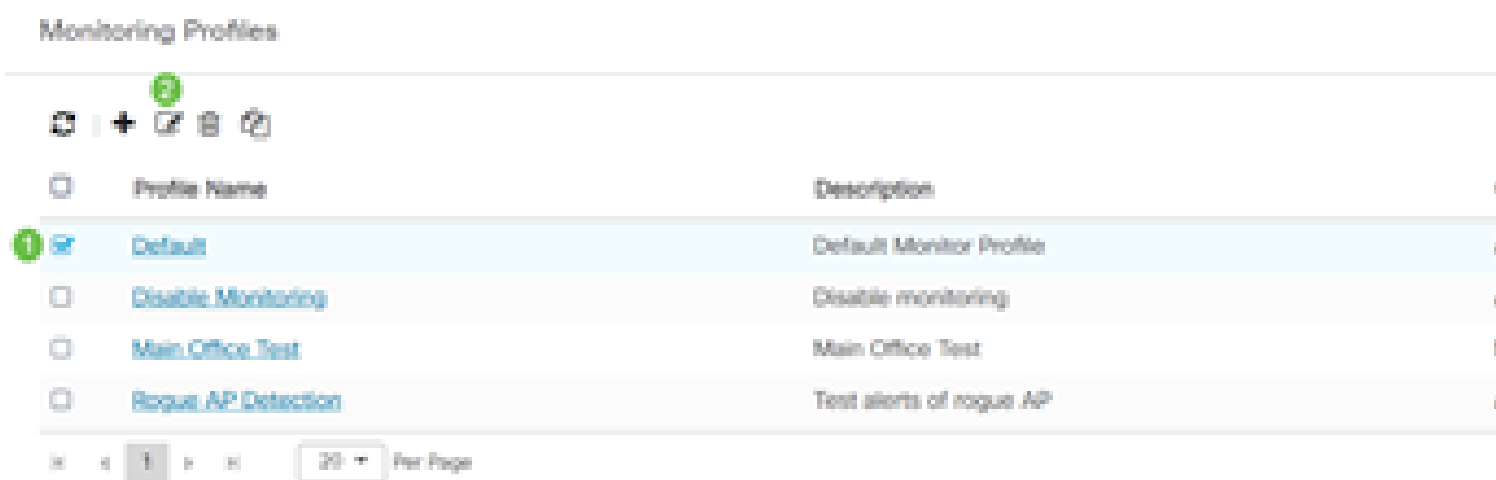 Monitoring Profiles
2
Profile Name Description
1 Default Default Monitor Profile
Disable Monitoring Disable monitoring
Main Office Test Main Office Test
Rogue AP Detection Test alerts of rogue AP
1 20 Per Page